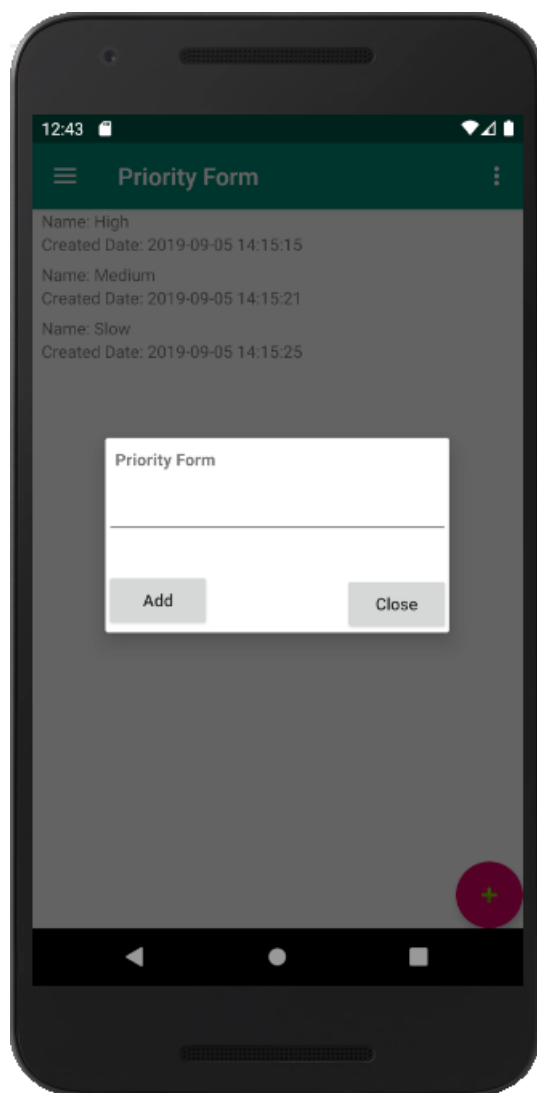 12:43
Priority Form
Name: High
Created Date: 2019-09-05 14:15:15
Name: Medium
Created Date: 2019-09-05 14:15:21
Name: Slow
Created Date: 2019-09-05 14:15:25
Priority Form
Add
Close